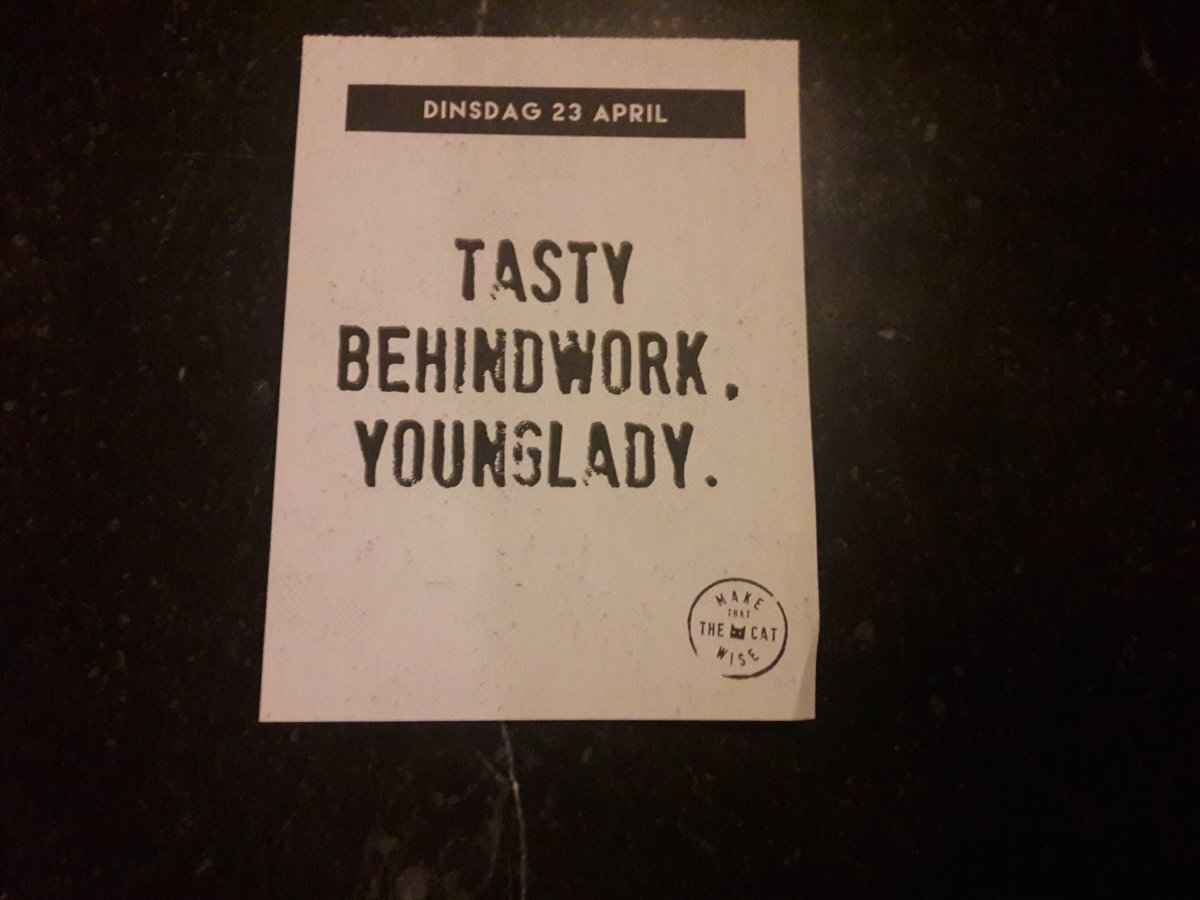 DINSDAG 23 APRIL
TASTY
BEHINDWORK,
YOUNGLADY.
MAKE
THAT
THE CAT
WISE